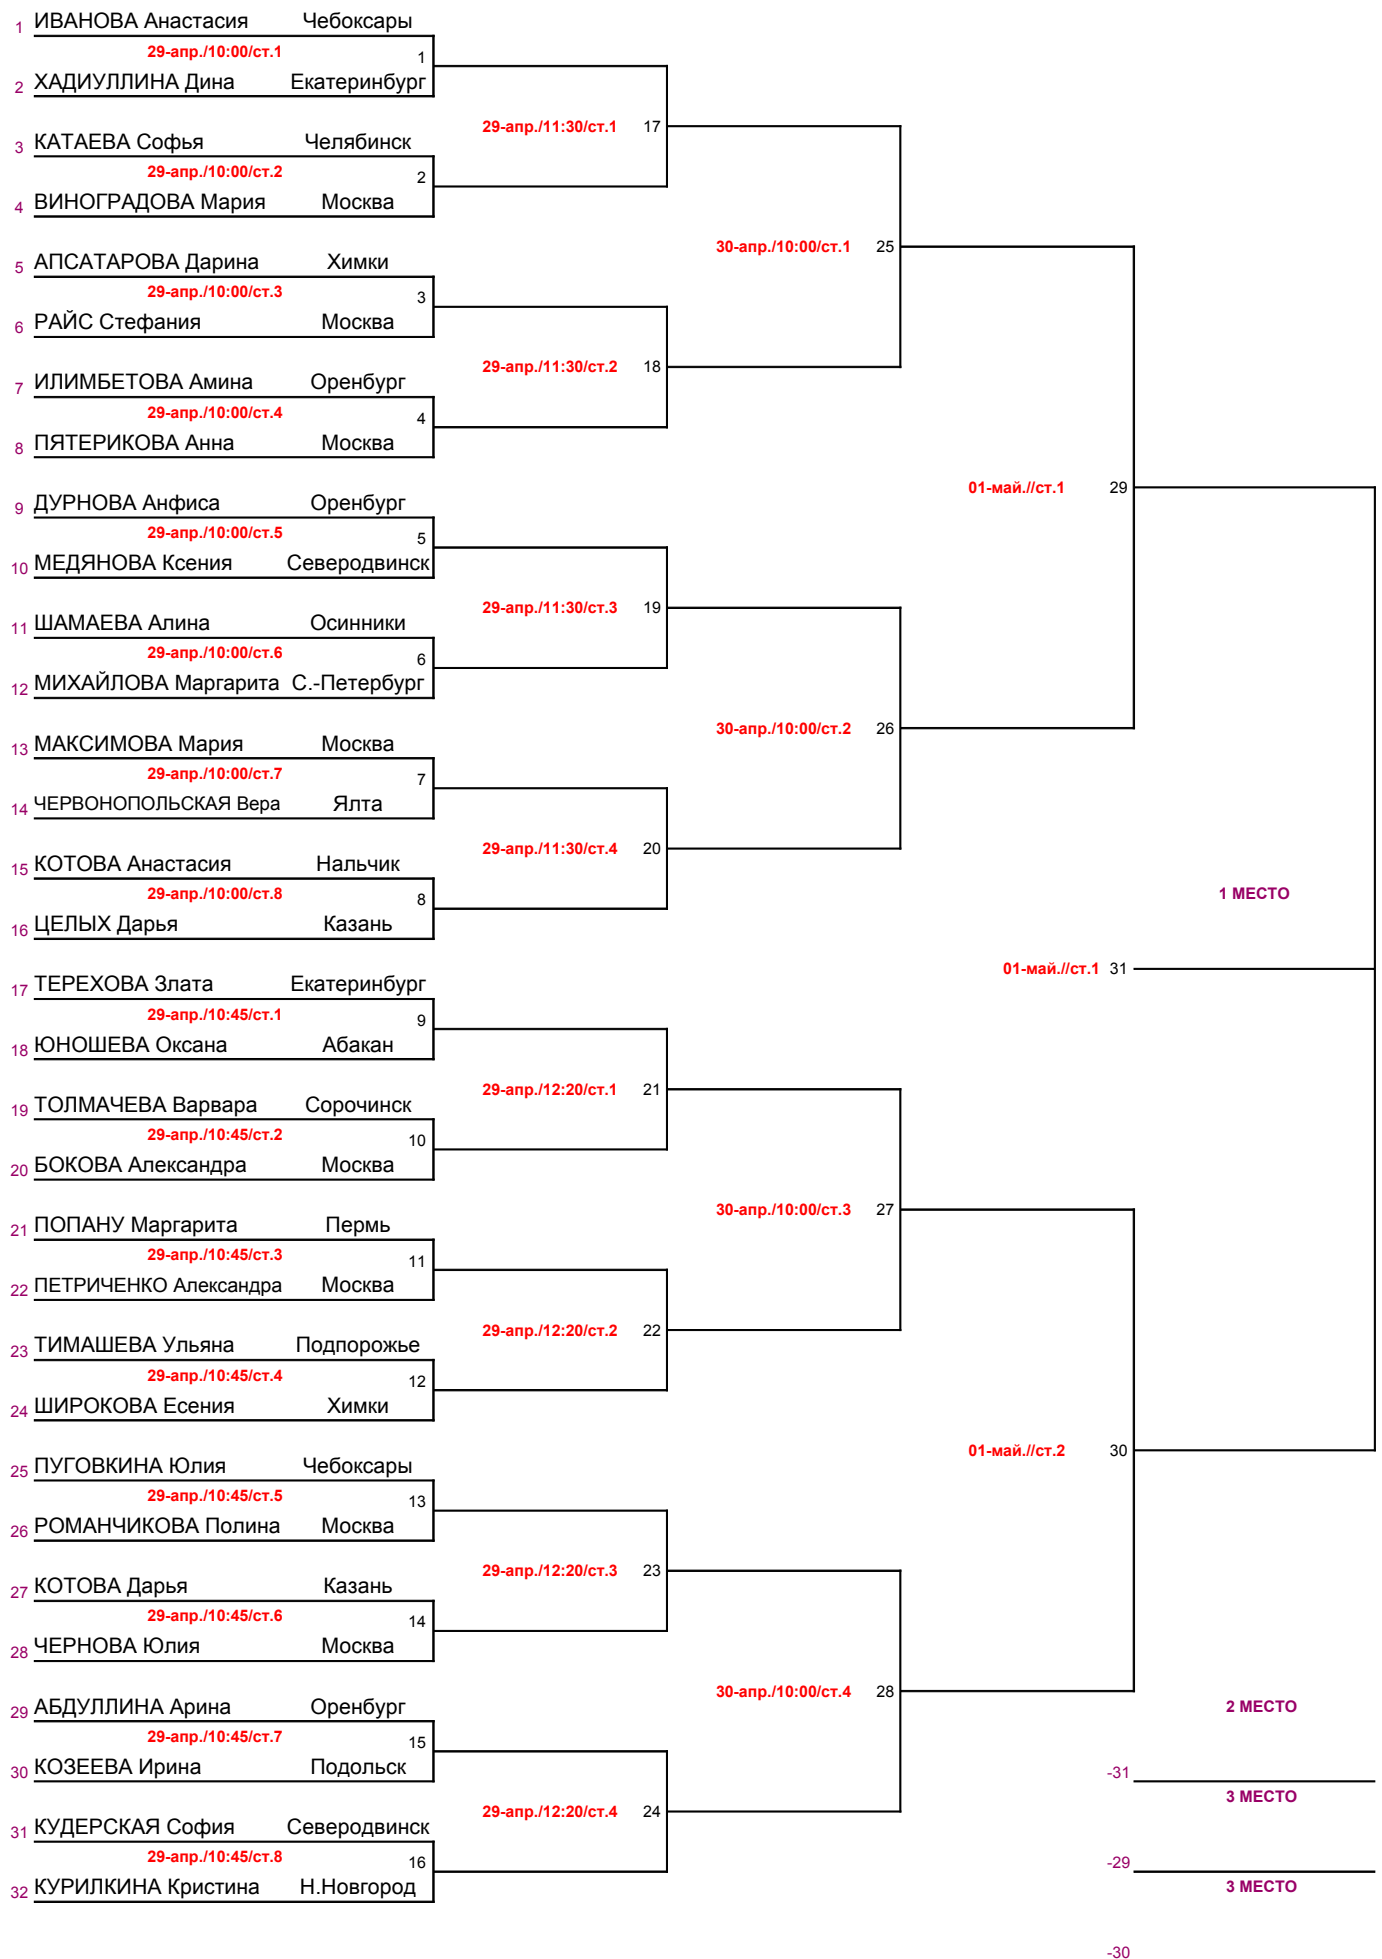 1 ИВАНОВА Анастасия Чебоксары
29-апр./10:00/ст.1 1
2 ХАДИУЛЛИНА Дина Екатеринбург
29-апр./11:30/ст.1 17
3 КАТАЕВА Софья Челябинск
29-апр./10:00/ст.2 2
4 ВИНОГРАДОВА Мария Москва
30-апр./10:00/ст.1 25
5 АПСАТАРОВА Дарина Химки
29-апр./10:00/ст.3 3
6 РАЙС Стефания Москва
29-апр./11:30/ст.2 18
7 ИЛИМБЕТОВА Амина Оренбург
29-апр./10:00/ст.4 4
8 ПЯТЕРИКОВА Анна Москва
01-май.//ст.1 29
9 ДУРНОВА Анфиса Оренбург
29-апр./10:00/ст.5 5
10 МЕДЯНОВА Ксения Северодвинск
29-апр./11:30/ст.3 19
11 ШАМАЕВА Алина Осинники
29-апр./10:00/ст.6 6
12 МИХАЙЛОВА Маргарита С.-Петербург
30-апр./10:00/ст.2 26
13 МАКСИМОВА Мария Москва
29-апр./10:00/ст.7 7
14 ЧЕРВОНОПОЛЬСКАЯ Вера Ялта
29-апр./11:30/ст.4 20
15 КОТОВА Анастасия Нальчик
29-апр./10:00/ст.8 8
1 МЕСТО
16 ЦЕЛЫХ Дарья Казань
01-май.//ст.1 31
17 ТЕРЕХОВА Злата Екатеринбург
29-апр./10:45/ст.1 9
18 ЮНОШЕВА Оксана Абакан
29-апр./12:20/ст.1 21
19 ТОЛМАЧЕВА Варвара Сорочинск
29-апр./10:45/ст.2 10
20 БОКОВА Александра Москва
30-апр./10:00/ст.3 27
21 ПОПАНУ Маргарита Пермь
29-апр./10:45/ст.3 11
22 ПЕТРИЧЕНКО Александра Москва
29-апр./12:20/ст.2 22
23 ТИМАШЕВА Ульяна Подпорожье
29-апр./10:45/ст.4 12
24 ШИРОКОВА Есения Химки
01-май.//ст.2 30
25 ПУГОВКИНА Юлия Чебоксары
29-апр./10:45/ст.5 13
26 РОМАНЧИКОВА Полина Москва
29-апр./12:20/ст.3 23
27 КОТОВА Дарья Казань
29-апр./10:45/ст.6 14
28 ЧЕРНОВА Юлия Москва
30-апр./10:00/ст.4 28
29 АБДУЛЛИНА Арина Оренбург
2 МЕСТО
29-апр./10:45/ст.7 15
30 КОЗЕЕВА Ирина Подольск
-31
3 МЕСТО
29-апр./12:20/ст.4 24
31 КУДЕРСКАЯ София Северодвинск
29-апр./10:45/ст.8 16
-29
32 КУРИЛКИНА Кристина Н.Новгород
3 МЕСТО
-30